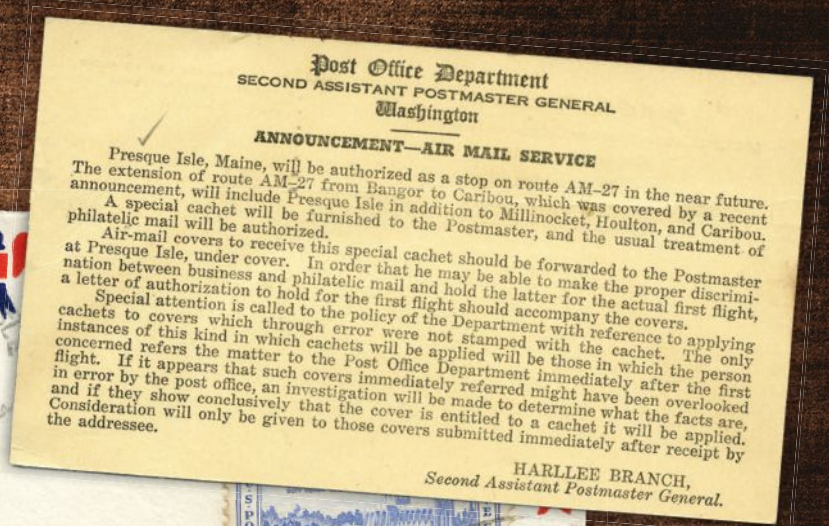 Post Office Department
SECOND ASSISTANT POSTMASTER GENERAL
Washington
ANNOUNCEMENT—AIR MAIL SERVICE
Presque Isle, Maine, will be authorized as a stop on route AM–27 in the near future.
The extension of route AM–27 from Bangor to Caribou, which was covered by a recent
announcement, will include Presque Isle in addition to Millinocket, Houlton, and Caribou.
A special cachet will be furnished to the Postmaster, and the usual treatment of
philatelic mail will be authorized.
Air-mail covers to receive this special cachet should be forwarded to the Postmaster
at Presque Isle, under cover. In order that he may be able to make the proper discrimi-
nation between business and philatelic mail and hold the latter for the actual first flight,
a letter of authorization to hold for the first flight should accompany the covers.
Special attention is called to the policy of the Department with reference to applying
cachets to covers which through error were not stamped with the cachet. The only
instances of this kind in which cachets will be applied will be those in which the person
concerned refers the matter to the Post Office Department immediately after the first
flight. If it appears that such covers immediately referred might have been overlooked
in error by the post office, an investigation will be made to determine what the facts are,
and if they show conclusively that the cover is entitled to a cachet it will be applied.
Consideration will only be given to those covers submitted immediately after receipt by
the addressee.
HARLLEE BRANCH,
Second Assistant Postmaster General.